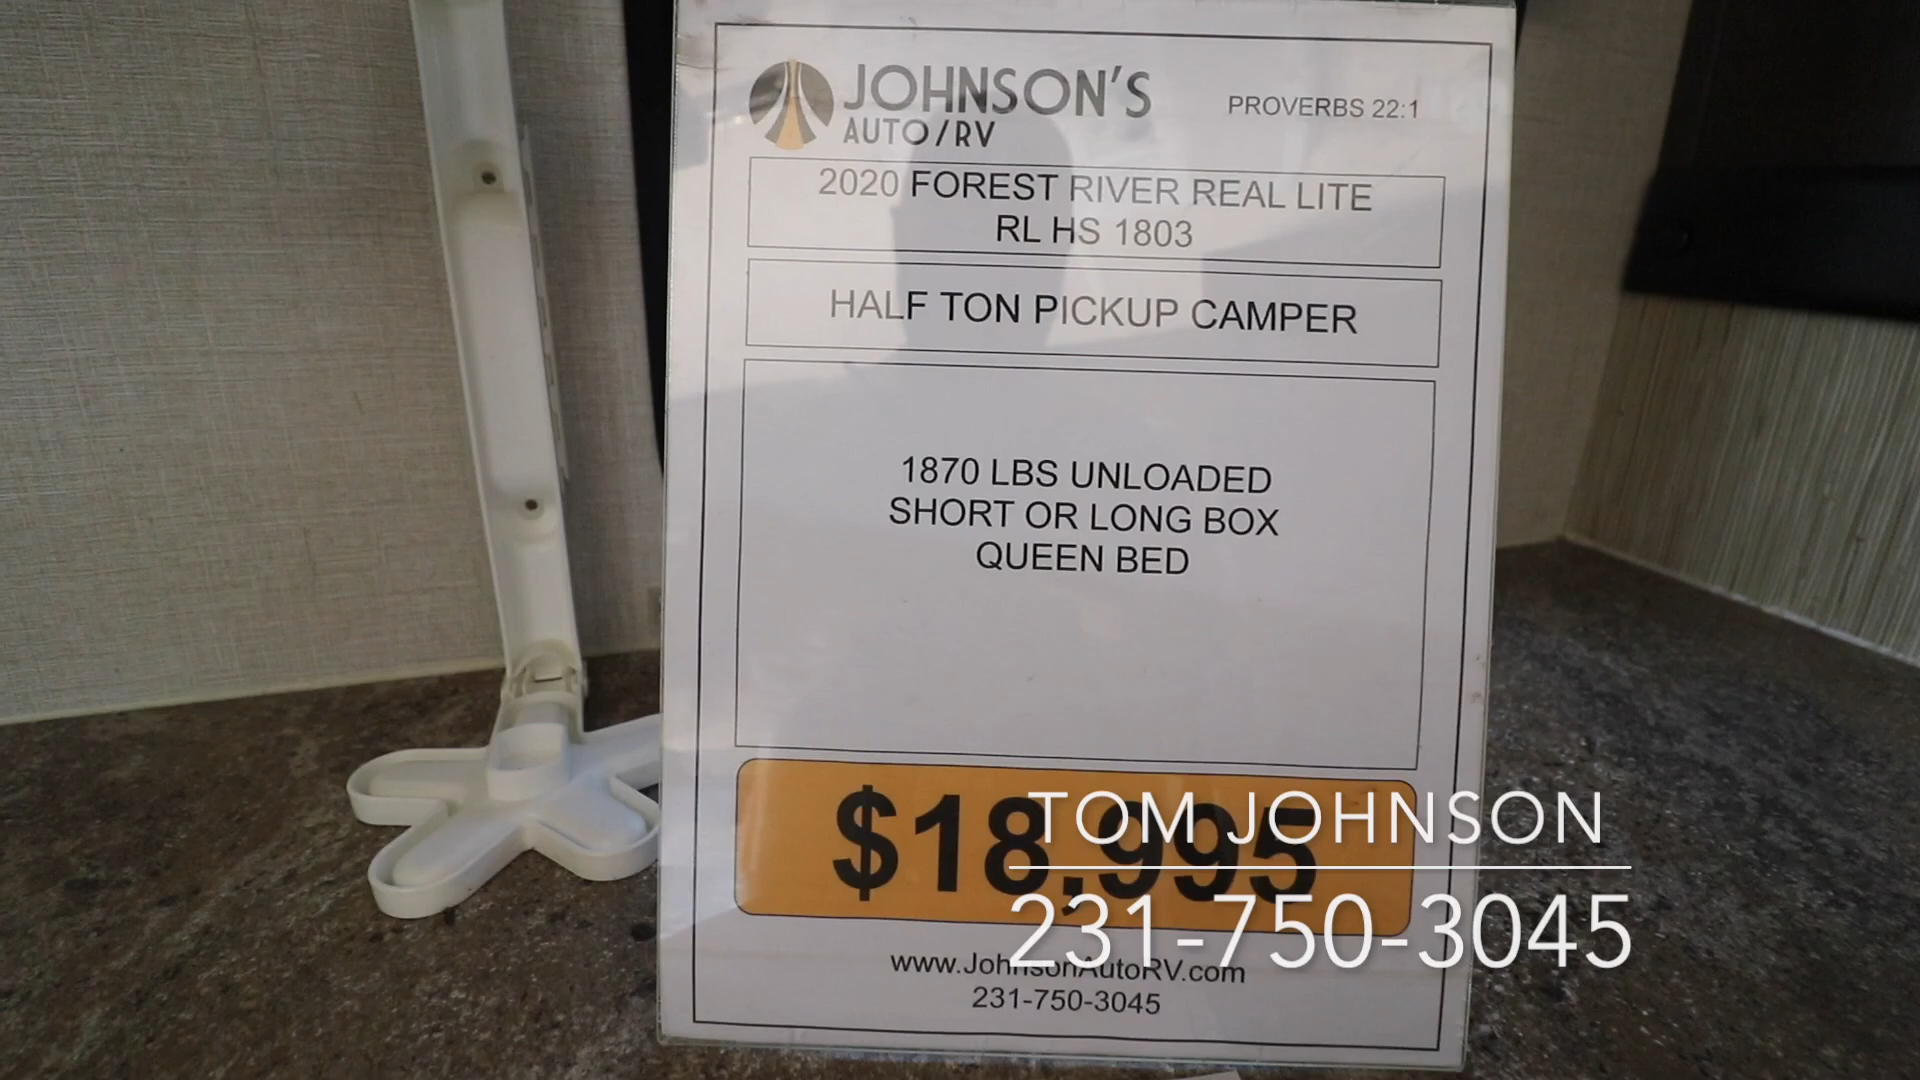 JOHNSON'S
AUTO/RV
PROVERBS 22:1
2020 FOREST RIVER REAL LITE
RL HS 1803
HALF TON PICKUP CAMPER
1870 LBS UNLOADED
SHORT OR LONG BOX
QUEEN BED
$18,995
TOM JOHNSON
231-750-3045
www.JohnsonAutoRV.com
231-750-3045